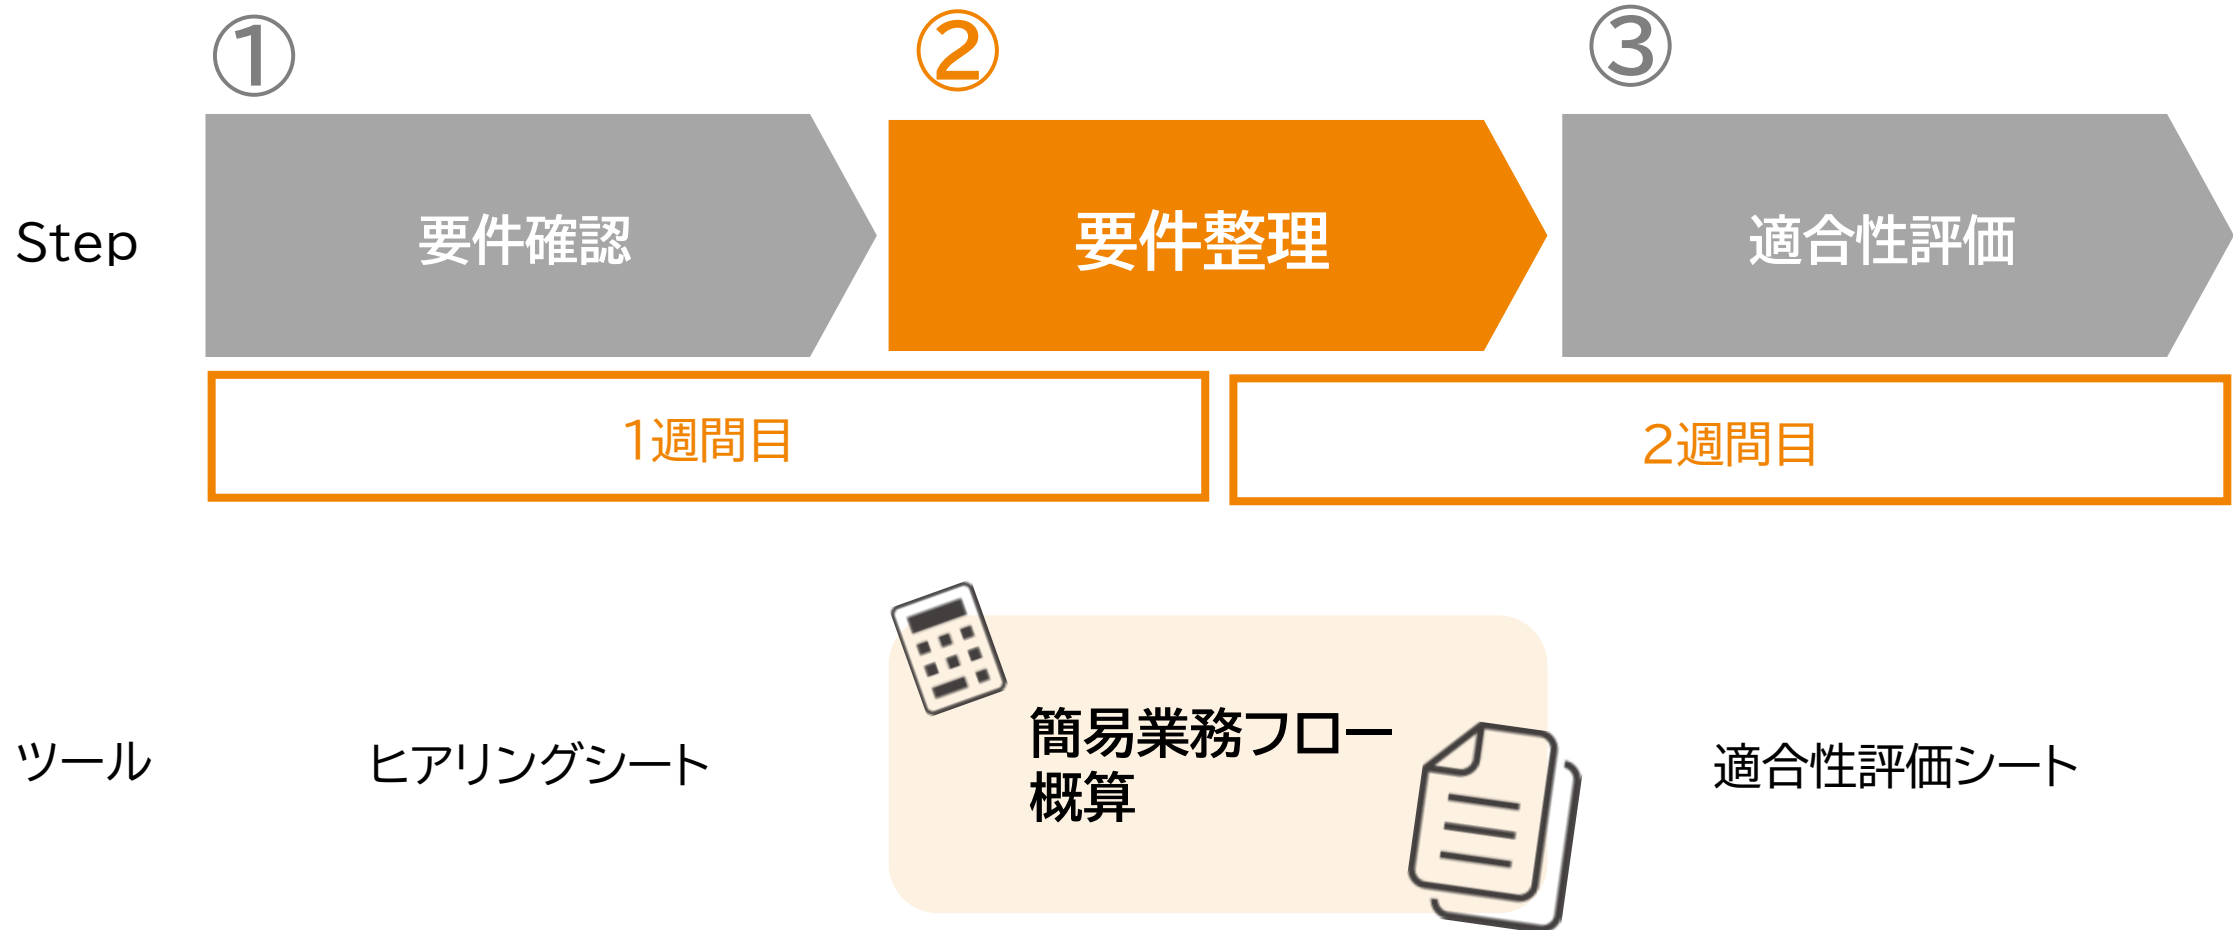 ①
②
③
Step
要件確認
要件整理
適合性評価
1週間目
2週間目
ツール
ヒアリングシート
簡易業務フロー
概算
適合性評価シート